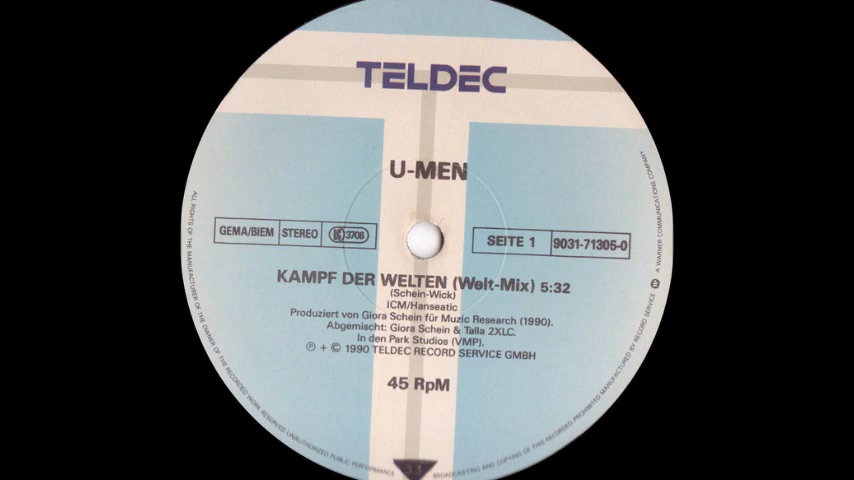 TELDEC
U-MEN
GEMA/BIEM STEREO LC 3706
SEITE 1 9031-71305-0
KAMPF DER WELTEN (Welt-Mix) 5:32
(Schein-Wick)
ICM/Hanseatic
Produziert von Giora Schein für Muzic Research (1990).
Abgemischt: Giora Schein & Talla 2XLC.
In den Park Studios (VMP).
Ⓟ + © 1990 TELDEC RECORD SERVICE GMBH
45 RpM
33
ALL RIGHTS OF THE MANUFACTURER OF THE OWNER OF THE RECORDED WORK RESERVED UNAUTHORIZED PUBLIC PERFORMANCE BROADCASTING AND COPYING OF THIS RECORDED PROHIBITED MANUFACTURED BY RECORD SERVICE
A WARNER COMMUNICATIONS COMPANY